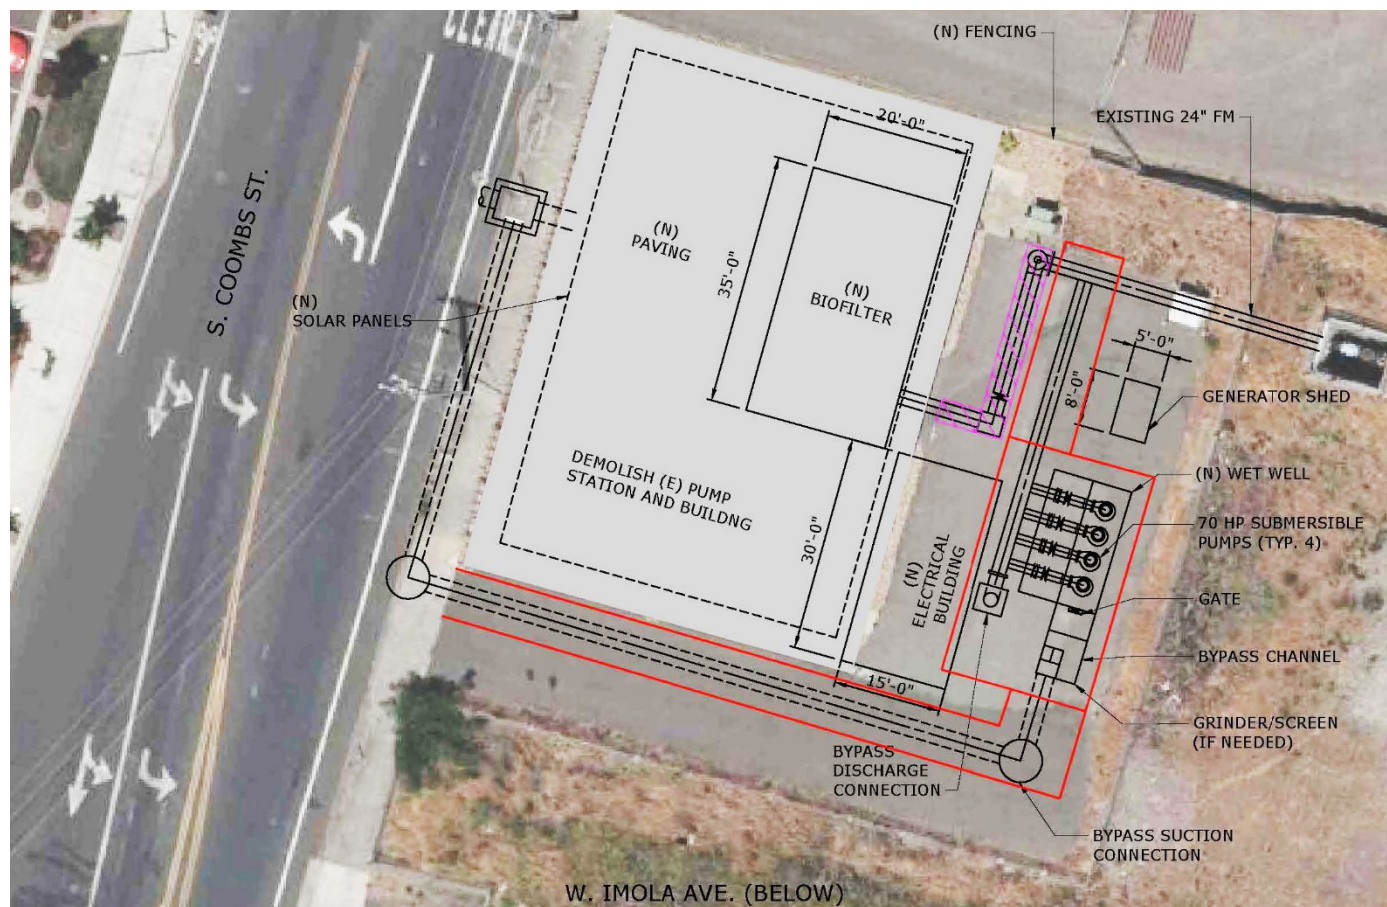 (N) FENCING
EXISTING 24" FM
20'-0"
S. COOMBS ST.
(N)
PAVING
35'-0"
(N)
BIOFILTER
(N)
SOLAR PANELS
5'-0"
8'-0"
GENERATOR SHED
DEMOLISH (E) PUMP
STATION AND BUILDNG
(N) WET WELL
30'-0"
70 HP SUBMERSIBLE
PUMPS (TYP. 4)
(N)
ELECTRICAL
BUILDING
GATE
BYPASS CHANNEL
15'-0"
GRINDER/SCREEN
(IF NEEDED)
BYPASS
DISCHARGE
CONNECTION
BYPASS SUCTION
CONNECTION
W. IMOLA AVE. (BELOW)